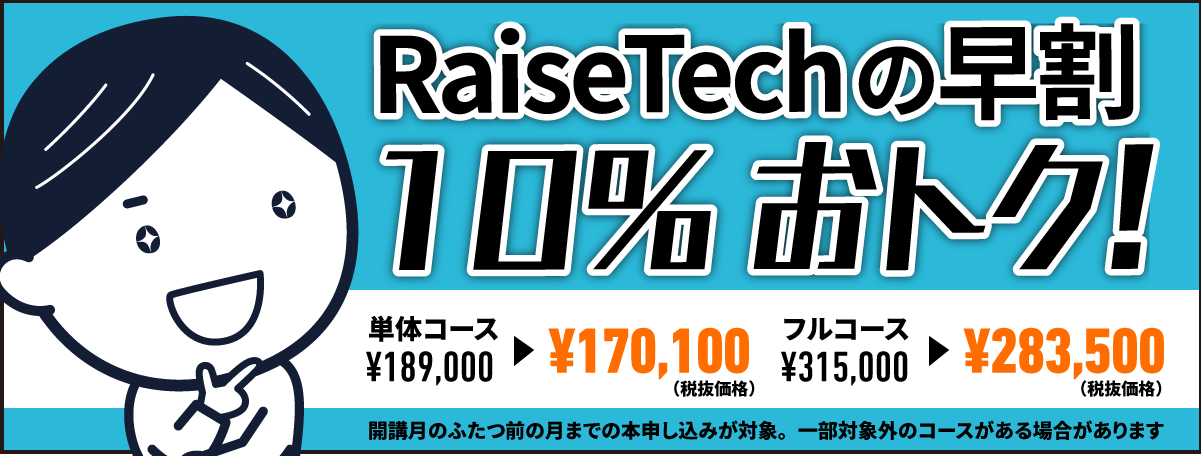 RaiseTechの早割
10% おトク!
単体コース
¥189,000 ▶ ¥170,100
(税抜価格)
フルコース
¥315,000 ▶ ¥283,500
(税抜価格)
開講月のふたつ前の月までの本申し込みが対象。一部対象外のコースがある場合があります